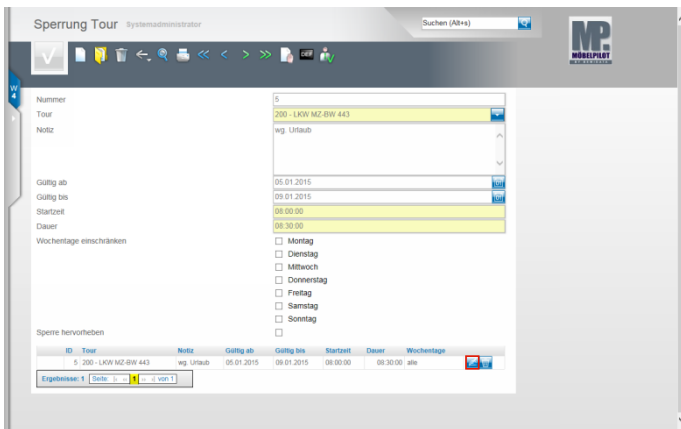 Sperrung Tour Systemadministrator
Suchen (Alt+s)
MP
MÖBELPILOT
W
4
Nummer 5
Tour 200 - LKW MZ-BW 443
Notiz wg. Urlaub
Gültig ab 05.01.2015
Gültig bis 09.01.2015
Startzeit 08:00:00
Dauer 08:30:00
Wochentage einschränken Montag
Dienstag
Mittwoch
Donnerstag
Freitag
Samstag
Sonntag
Sperre hervorheben
ID Tour Notiz Gültig ab Gültig bis Startzeit Dauer Wochentage
5 200 - LKW MZ-BW 443 wg. Urlaub 05.01.2015 09.01.2015 08:00:00 08:30:00 alle
Ergebnisse: 1 Seite: 1 von 1